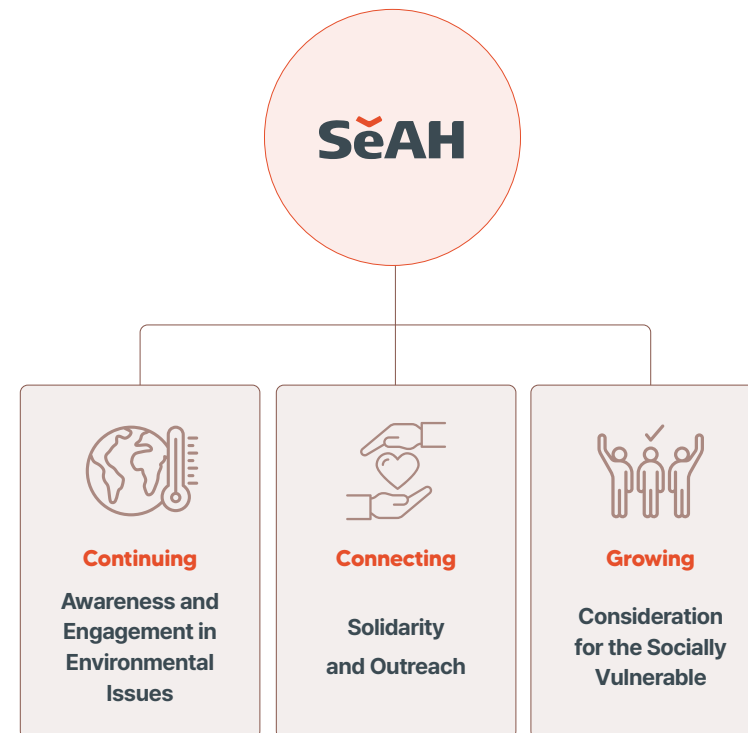 SeAH
Continuing
Awareness and
Engagement in
Environmental
Issues
Connecting
Solidarity
and Outreach
Growing
Consideration
for the Socially
Vulnerable